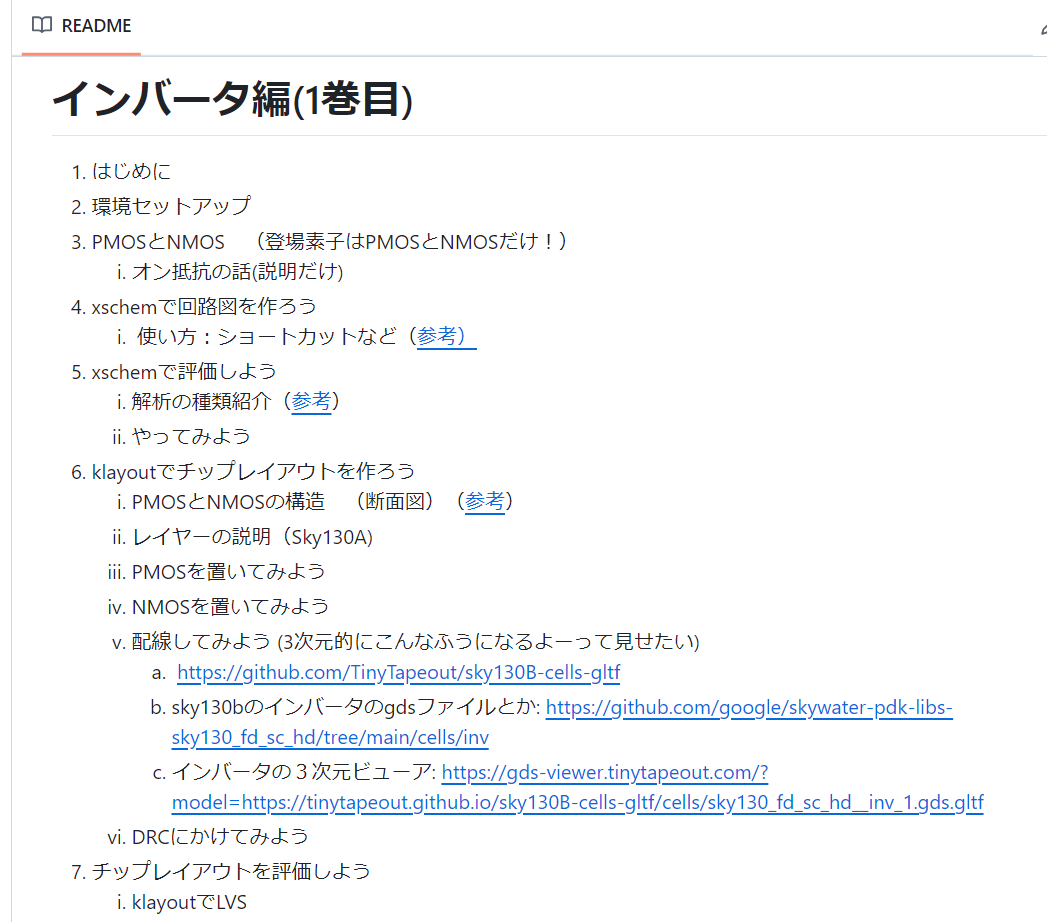 README
インバータ編(1巻目)
1. はじめに
2. 環境セットアップ
3. PMOSとNMOS　（登場素子はPMOSとNMOSだけ！）
i. オン抵抗の話(説明だけ)
4. xschemで回路図を作ろう
i. 使い方：ショートカットなど（参考）
5. xschemで評価しよう
i. 解析の種類紹介（参考）
ii. やってみよう
6. klayoutでチップレイアウトを作ろう
i. PMOSとNMOSの構造　（断面図）（参考）
ii. レイヤーの説明（Sky130A)
iii. PMOSを置いてみよう
iv. NMOSを置いてみよう
v. 配線してみよう (3次元的にこんなふうになるよーって見せたい)
a. https://github.com/TinyTapeout/sky130B-cells-gltf
b. sky130bのインバータのgdsファイルとか: https://github.com/google/skywater-pdk-libs-
sky130_fd_sc_hd/tree/main/cells/inv
c. インバータの３次元ビューア: https://gds-viewer.tinytapeout.com/?
model=https://tinytapeout.github.io/sky130B-cells-gltf/cells/sky130_fd_sc_hd__inv_1.gds.gltf
vi. DRCにかけてみよう
7. チップレイアウトを評価しよう
i. klayoutでLVS